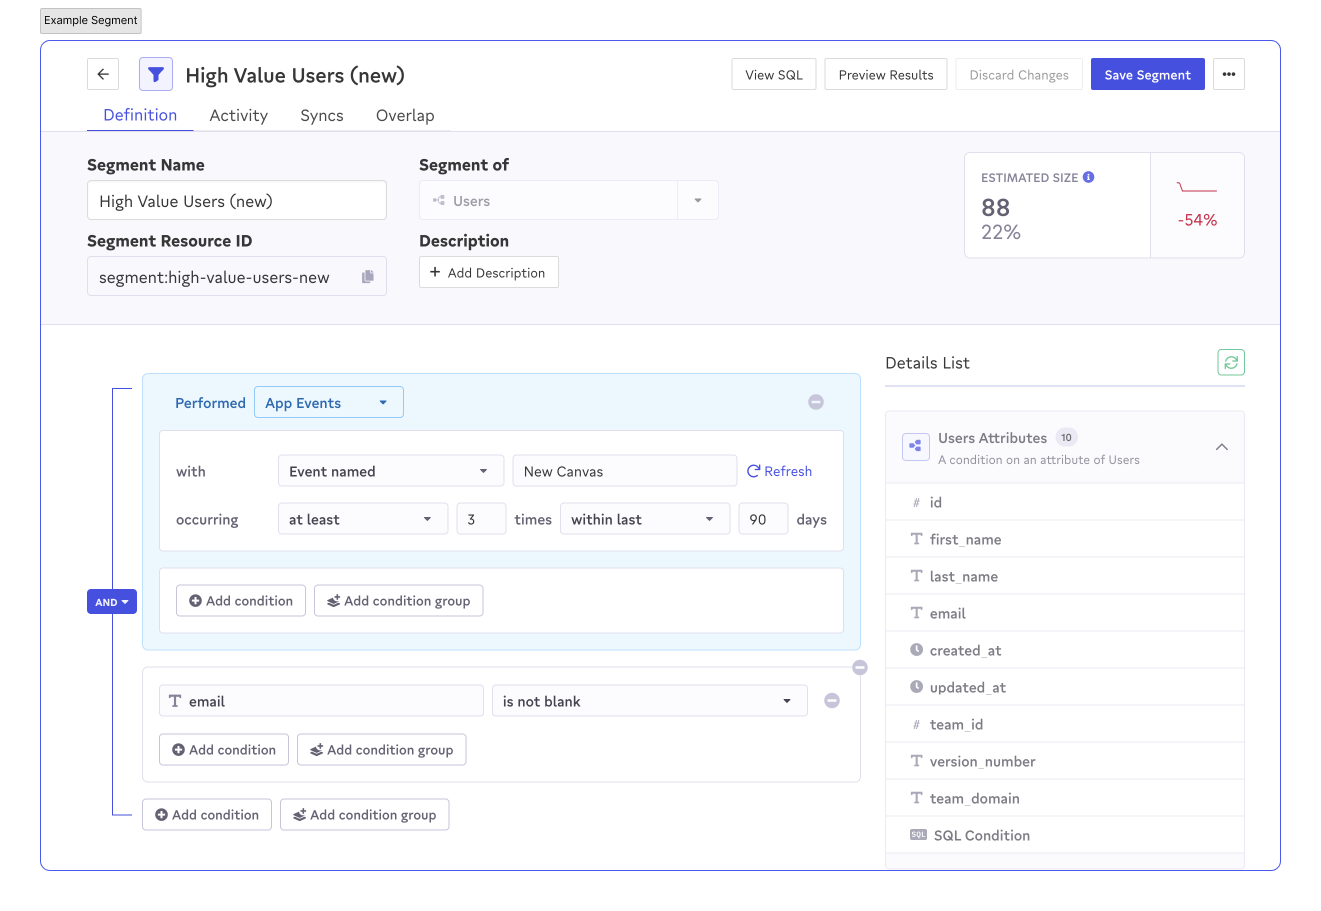 Example Segment
High Value Users (new)
View SQL
Preview Results
Discard Changes
Save Segment
Definition
Activity
Syncs
Overlap
Segment Name
High Value Users (new)
Segment of
Users
Segment Resource ID
segment:high-value-users-new
Description
+ Add Description
ESTIMATED SIZE
88
22%
-54%
Performed
App Events
with
Event named
New Canvas
Refresh
occurring
at least
3
times
within last
90
days
Add condition
Add condition group
AND
T email
is not blank
Add condition
Add condition group
Add condition
Add condition group
Details List
Users Attributes 10
A condition on an attribute of Users
# id
T first_name
T last_name
T email
created_at
updated_at
# team_id
T version_number
T team_domain
SQL SQL Condition